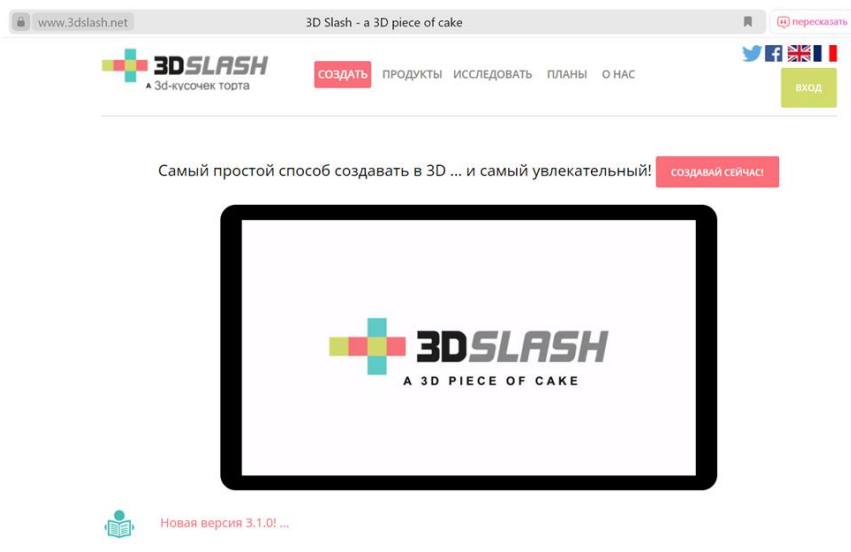 www.3dslash.net
3D Slash - a 3D piece of cake
пересказать
3DSLASH
А 3d-кусочек торта
СОЗДАТЬ ПРОДУКТЫ ИССЛЕДОВАТЬ ПЛАНЫ О НАС
ВХОД
Самый простой способ создавать в 3D ... и самый увлекательный!
СОЗДАВАЙ СЕЙЧАС!
3DSLASH
A 3D PIECE OF CAKE
Новая версия 3.1.0! ...